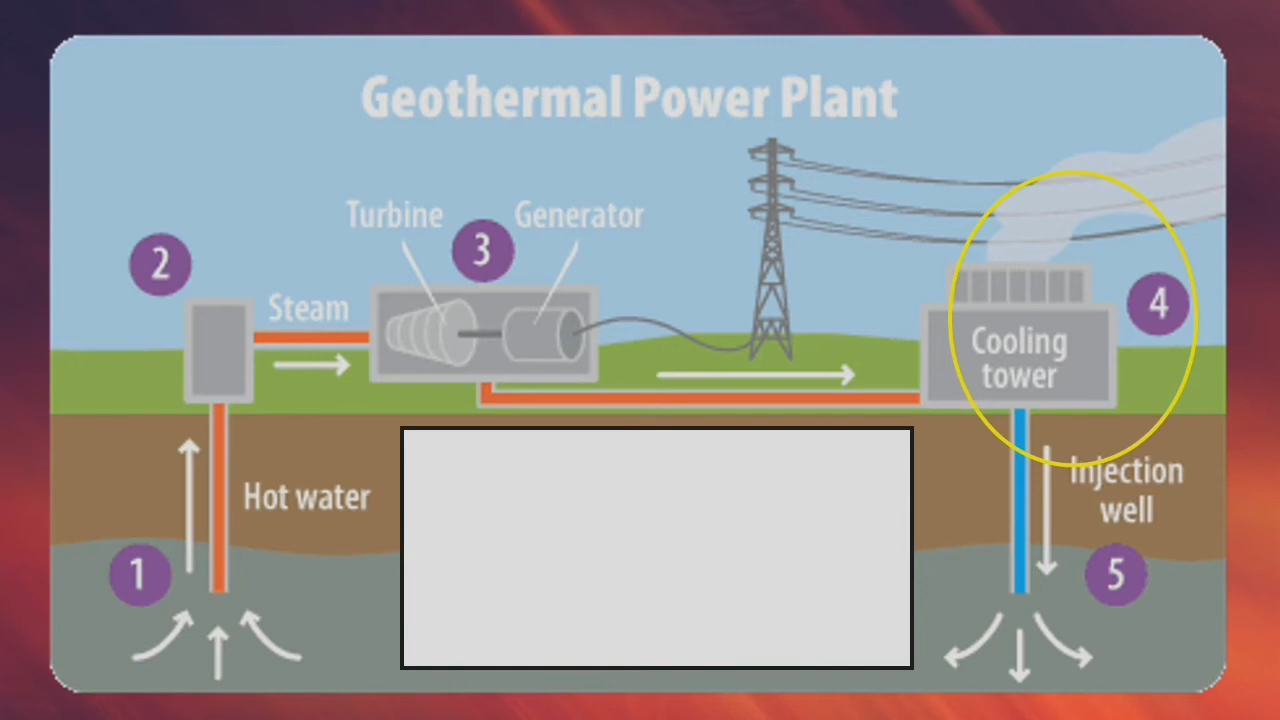 Geothermal Power Plant
Turbine
Generator
3
2
Steam
4
Cooling
tower
Hot water
Injection
well
1
5